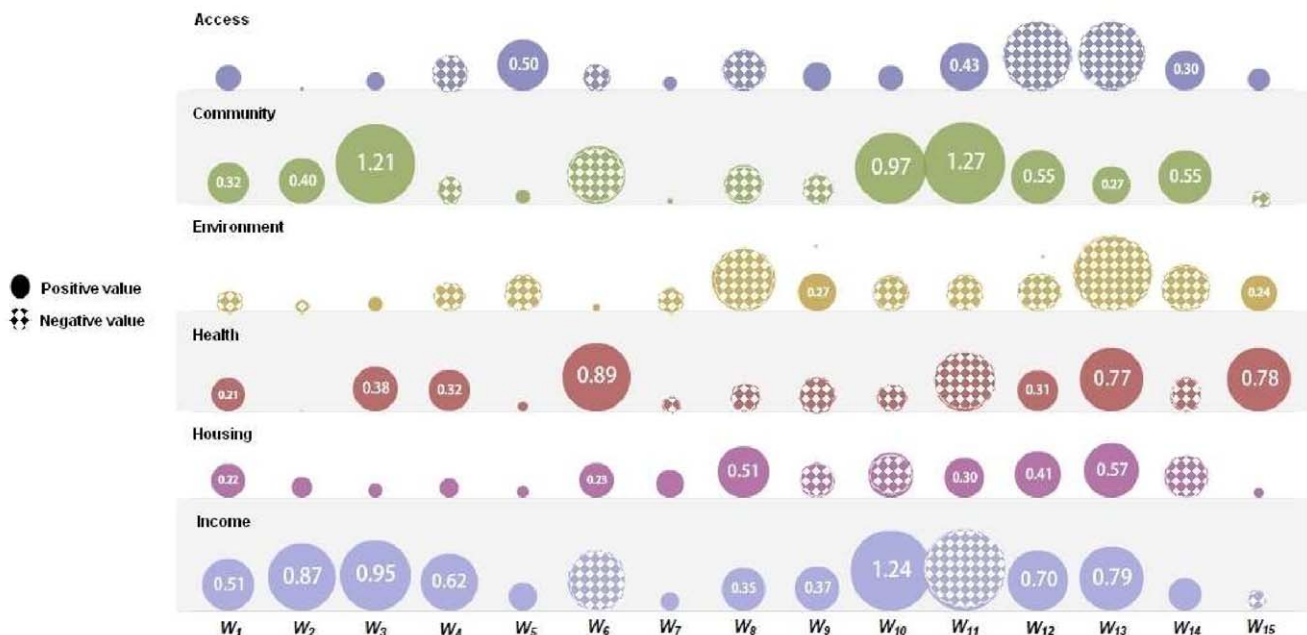 Access
0.50 0.43 0.30
Community
0.32 0.40 1.21 0.97 1.27 0.55 0.27 0.55
Environment
0.27 0.24
Positive value
Negative value
Health
0.21 0.38 0.32 0.89 0.31 0.77 0.78
Housing
0.22 0.23 0.51 0.30 0.41 0.57
Income
0.51 0.87 0.95 0.62 0.35 0.37 1.24 0.70 0.79
W1 W2 W3 W4 W5 W6 W7 W8 W9 W10 W11 W12 W13 W14 W15